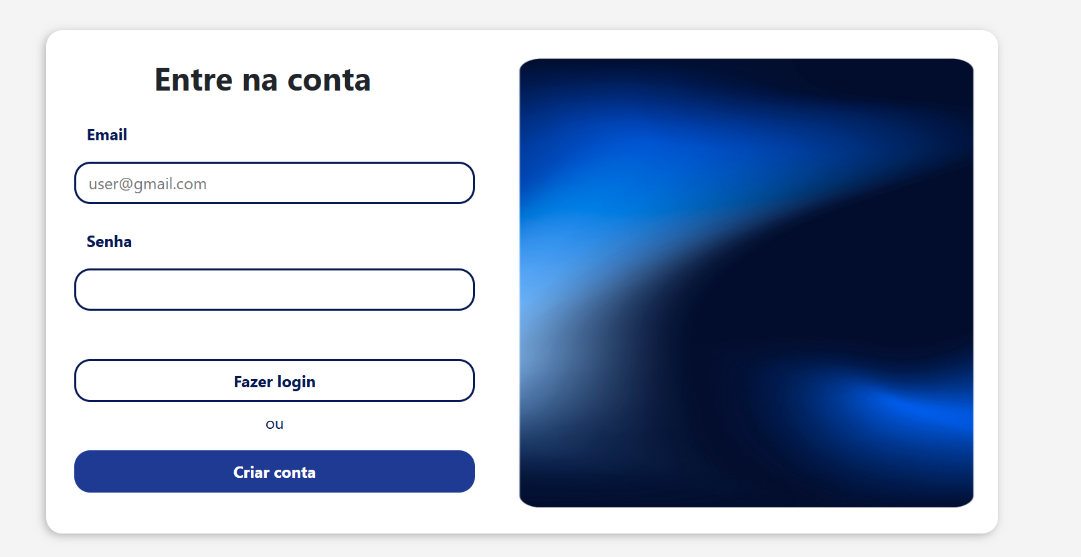 Entre na conta
Email
user@gmail.com
Senha
Fazer login
ou
Criar conta